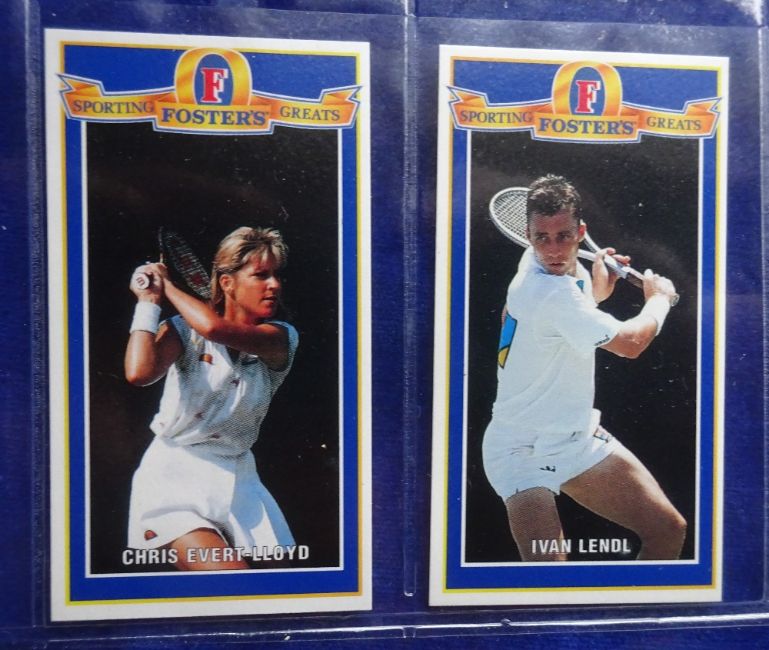 F
SPORTING FOSTER'S GREATS
CHRIS EVERT-LLOYD
F
SPORTING FOSTER'S GREATS
IVAN LENDL